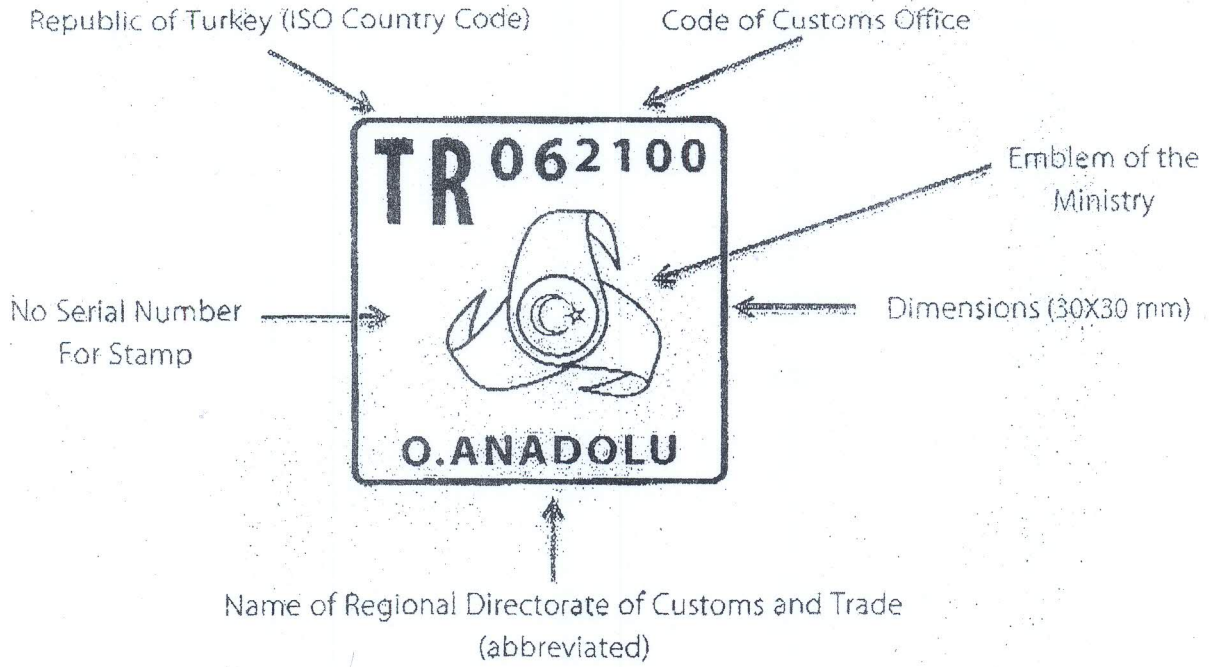 Republic of Turkey (ISO Country Code)
Code of Customs Office
TR 062100
Emblem of the
Ministry
No Serial Number
For Stamp
Dimensions (30X30 mm)
O.ANADOLU
Name of Regional Directorate of Customs and Trade
(abbreviated)